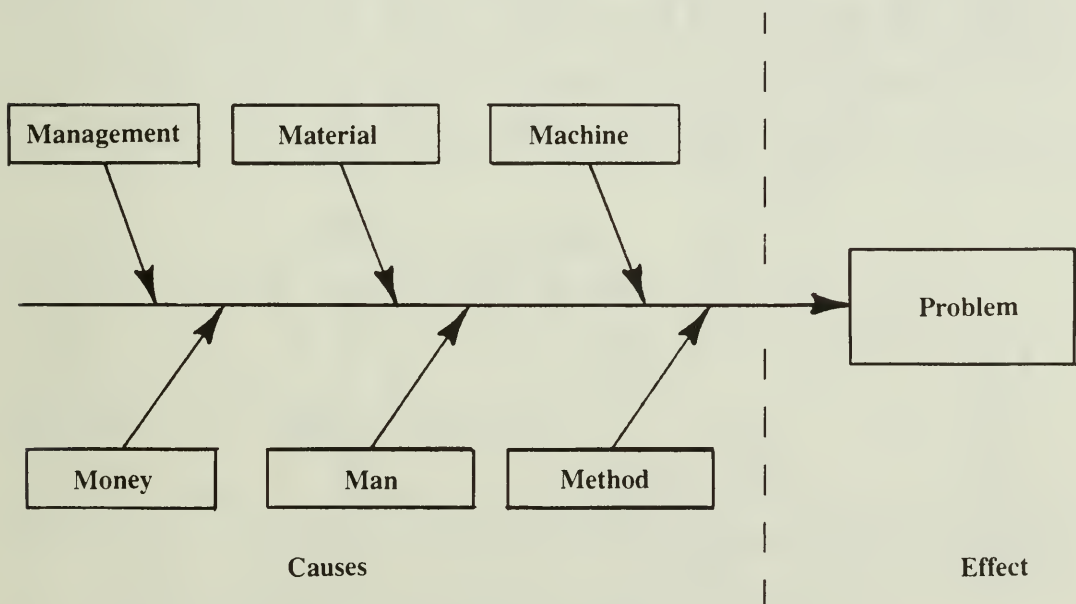 Management
Material
Machine
Problem
Money
Man
Method
Causes
Effect